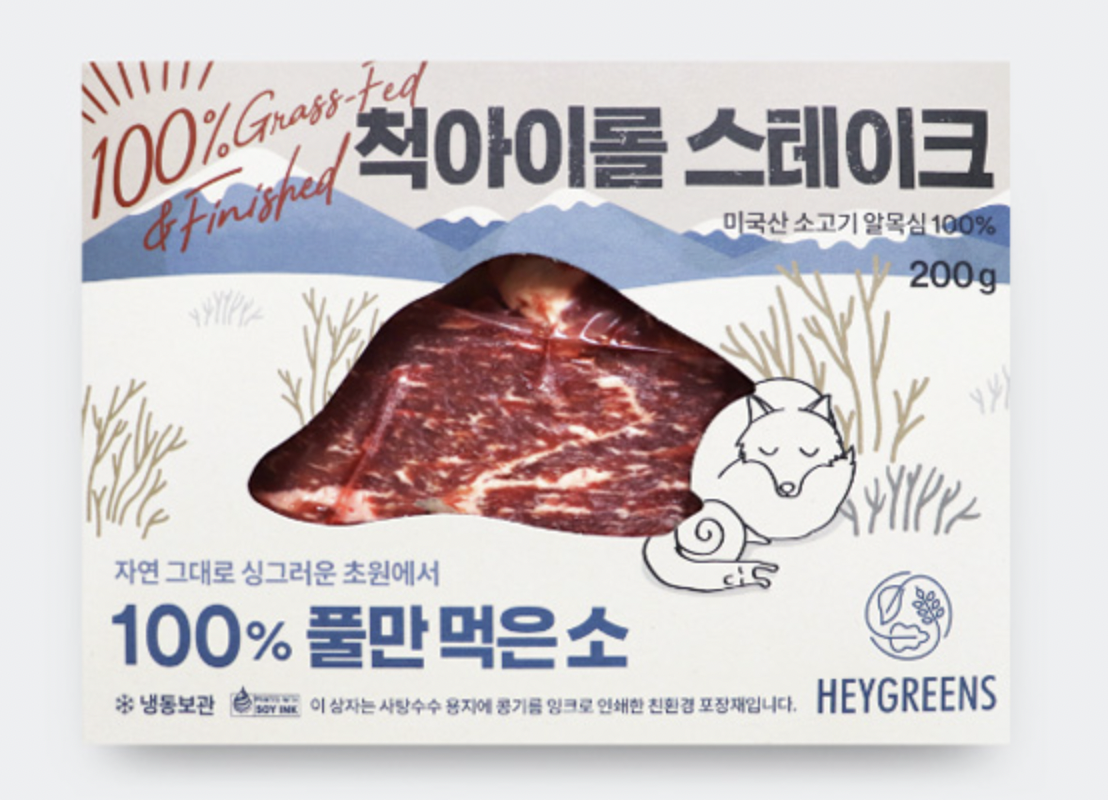 100% Grass-Fed
& Finished
척아이롤 스테이크
미국산 소고기 알목심 100%
200g
자연 그대로 싱그러운 초원에서
100% 풀만 먹은 소
냉동보관
PRINTED WITH
SOY INK
이 상자는 사탕수수 용지에 콩기름 잉크로 인쇄한 친환경 포장재입니다.
HEYGREENS